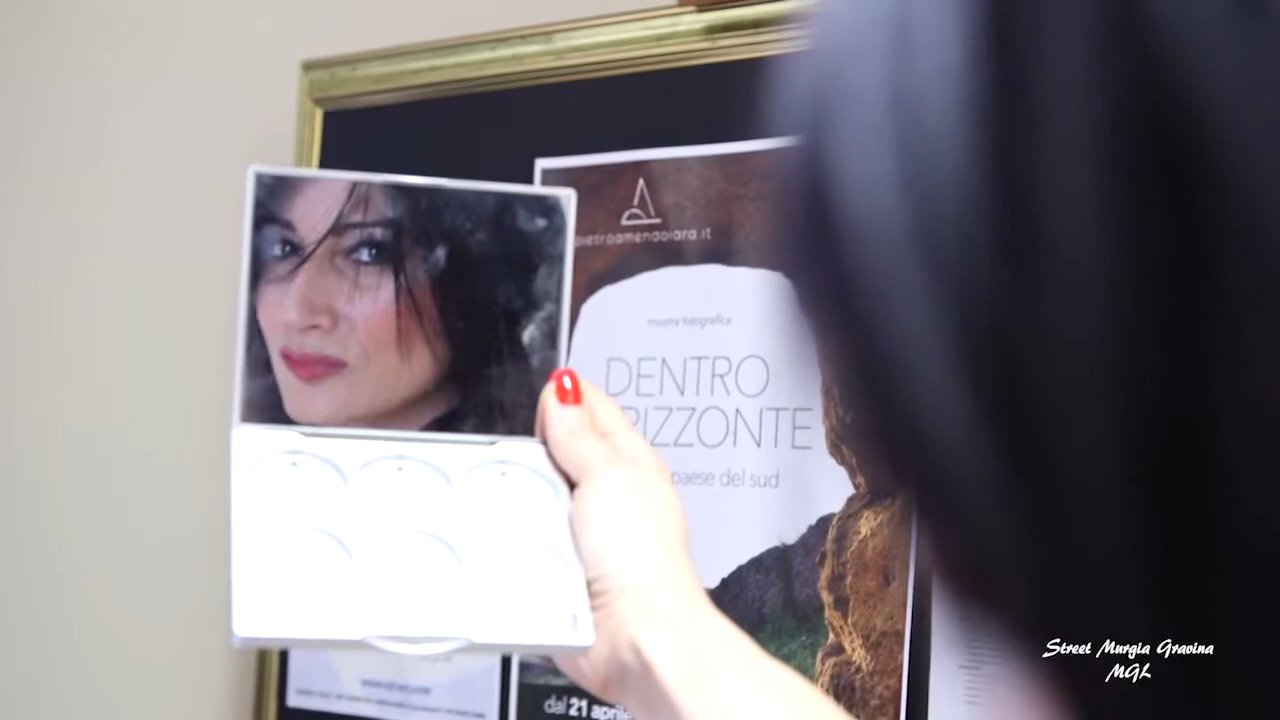 pietroamendolara.it
mostra fotografica
DENTRO
RIZZONTE
paese del sud
dal 21 aprile
Street Murgia Gravina
MGL